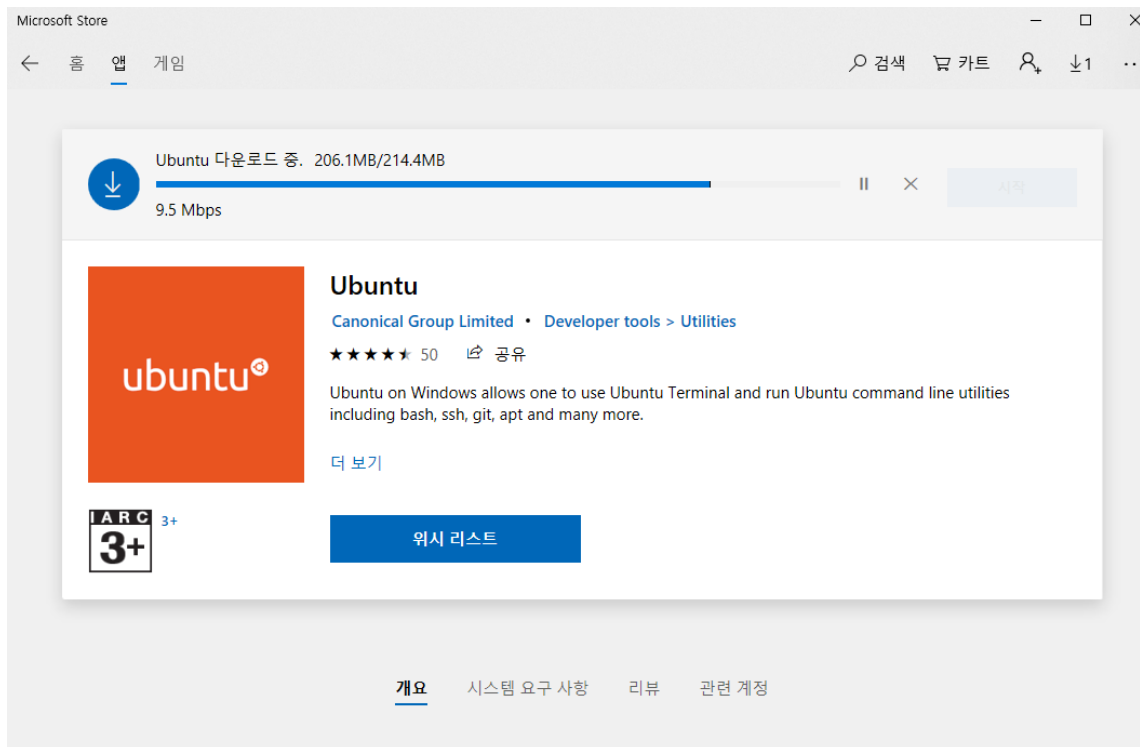 Microsoft Store
홈 앱 게임 검색 카트 1
Ubuntu 다운로드 중. 206.1MB/214.4MB
9.5 Mbps
시작
ubuntu
Ubuntu
Canonical Group Limited • Developer tools > Utilities
50 공유
Ubuntu on Windows allows one to use Ubuntu Terminal and run Ubuntu command line utilities
including bash, ssh, git, apt and many more.
더 보기
IARC
3+
3+
위시 리스트
개요 시스템 요구 사항 리뷰 관련 계정